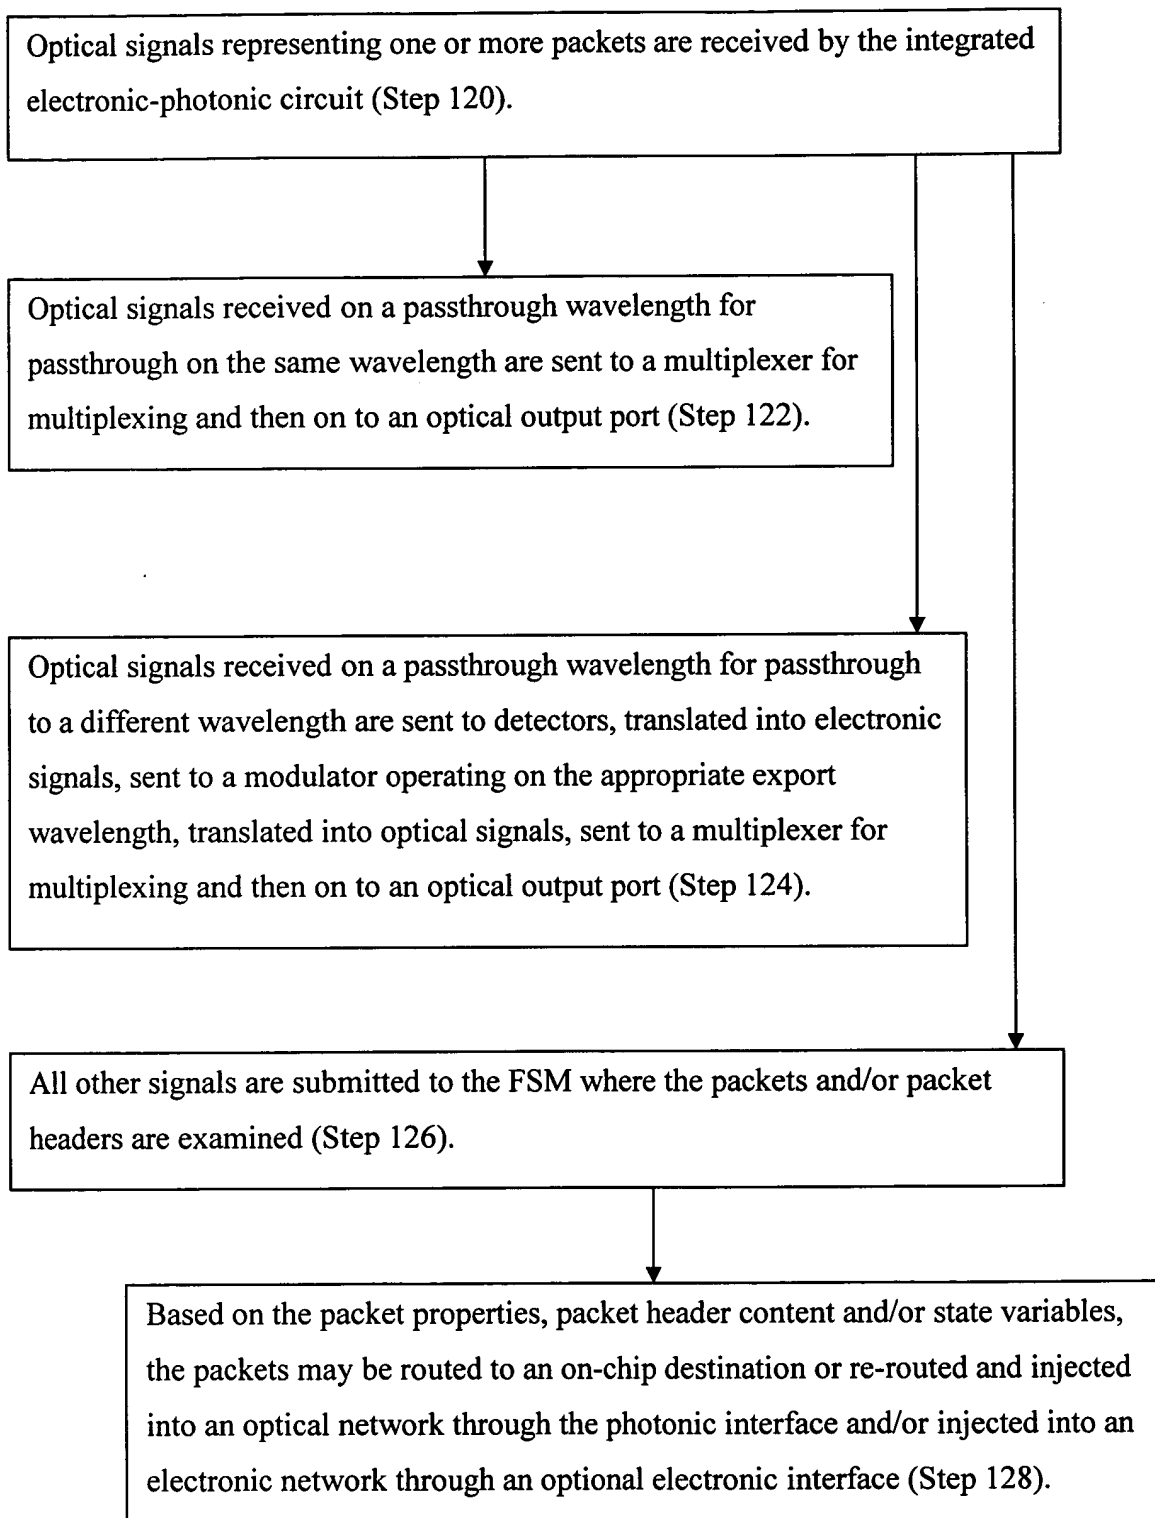 Optical signals representing one or more packets are received by the integrated
electronic-photonic circuit (Step 120).
Optical signals received on a passthrough wavelength for
passthrough on the same wavelength are sent to a multiplexer for
multiplexing and then on to an optical output port (Step 122).
Optical signals received on a passthrough wavelength for passthrough
to a different wavelength are sent to detectors, translated into electronic
signals, sent to a modulator operating on the appropriate export
wavelength, translated into optical signals, sent to a multiplexer for
multiplexing and then on to an optical output port (Step 124).
All other signals are submitted to the FSM where the packets and/or packet
headers are examined (Step 126).
Based on the packet properties, packet header content and/or state variables,
the packets may be routed to an on-chip destination or re-routed and injected
into an optical network through the photonic interface and/or injected into an
electronic network through an optional electronic interface (Step 128).